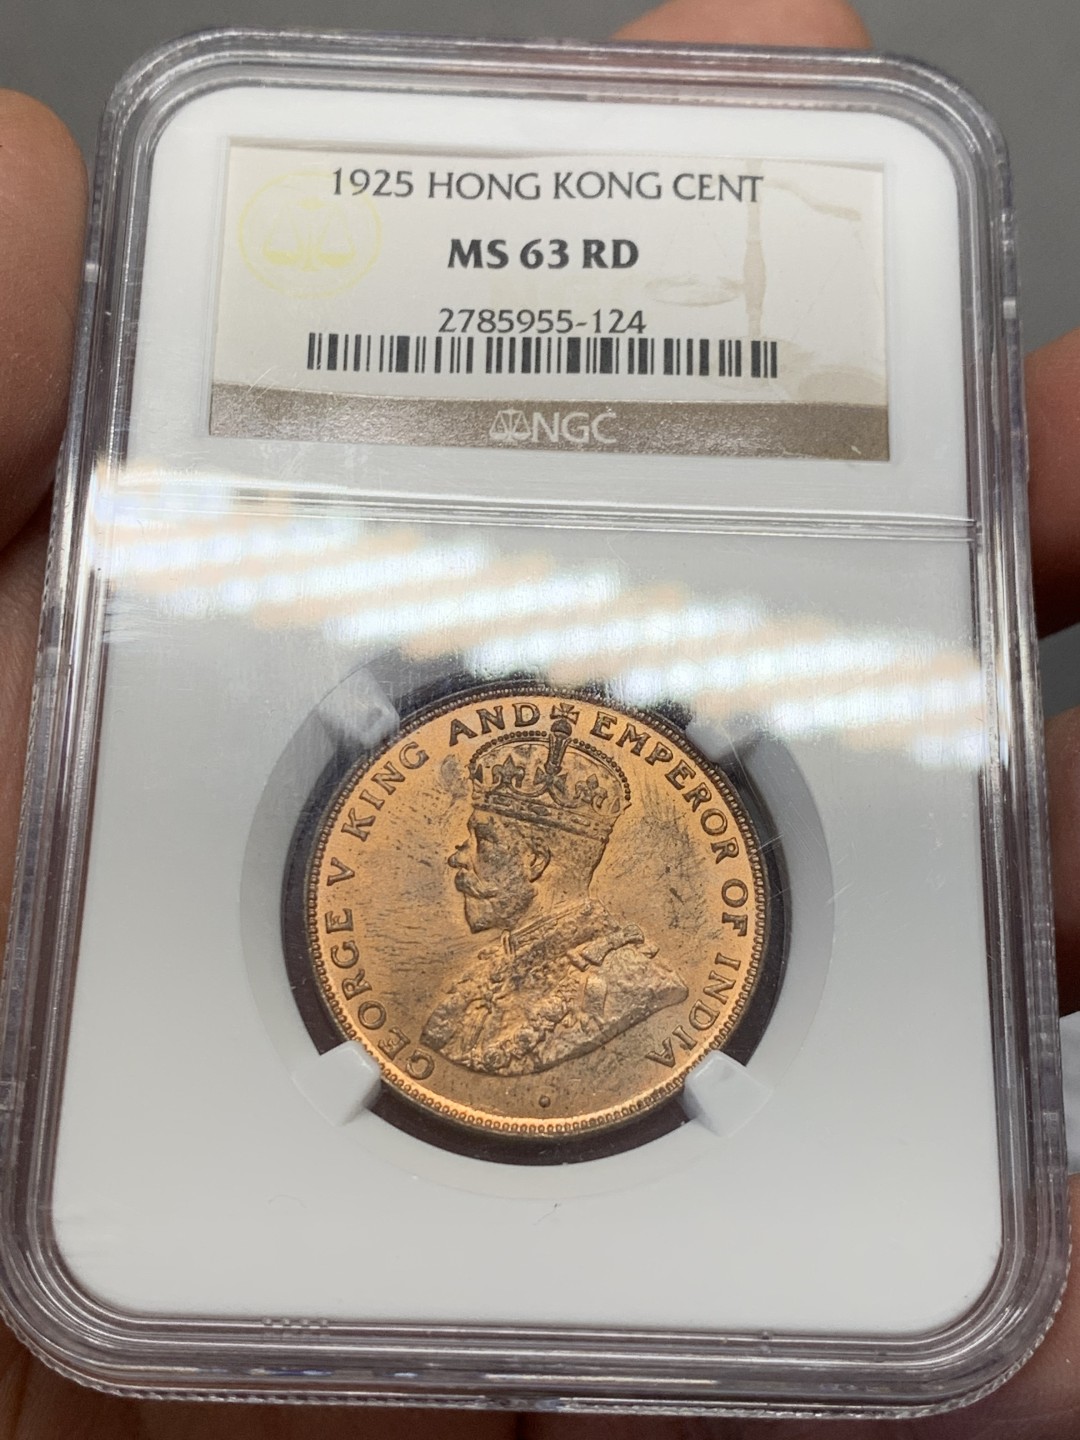 1925 HONG KONG CENT
MS 63 RD
2785955-124
NGC
GEORGE V KING AND EMPEROR OF INDIA